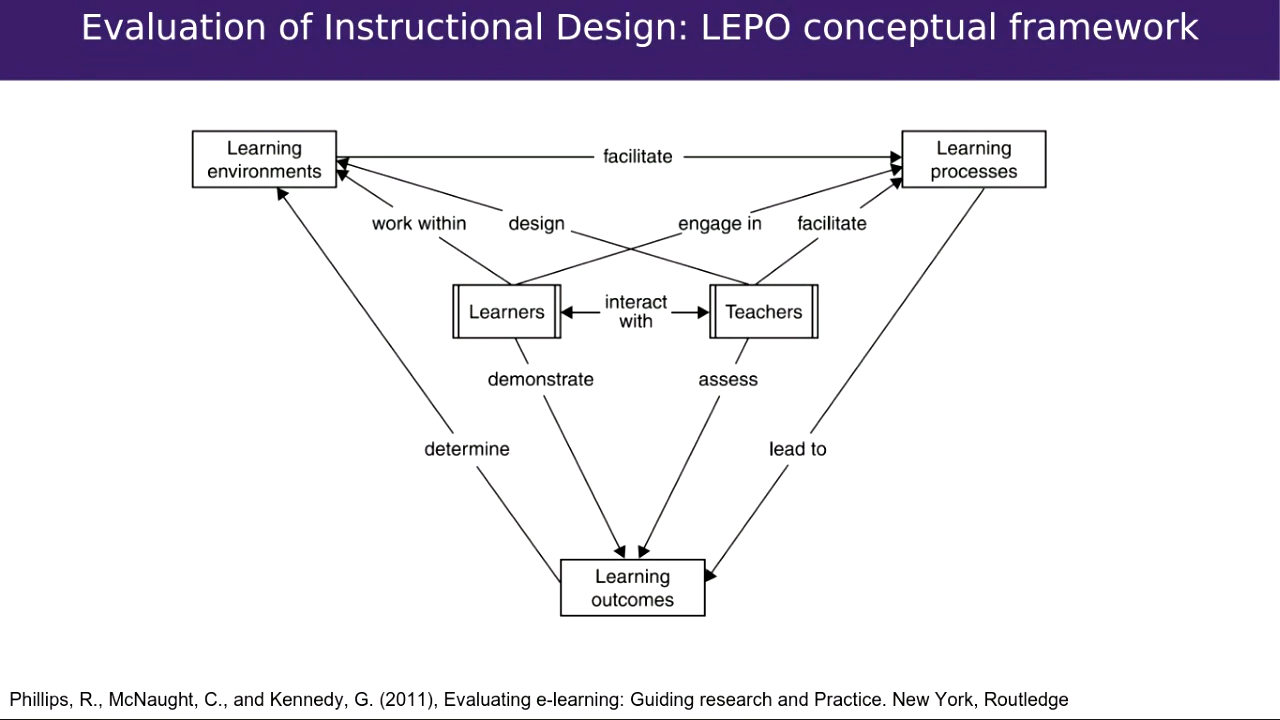 Evaluation of Instructional Design: LEPO conceptual framework
Learning
environments
facilitate
Learning
processes
work within
design
engage in
facilitate
Learners
interact
with
Teachers
demonstrate
assess
determine
lead to
Learning
outcomes
Phillips, R., McNaught, C., and Kennedy, G. (2011), Evaluating e-learning: Guiding research and Practice. New York, Routledge